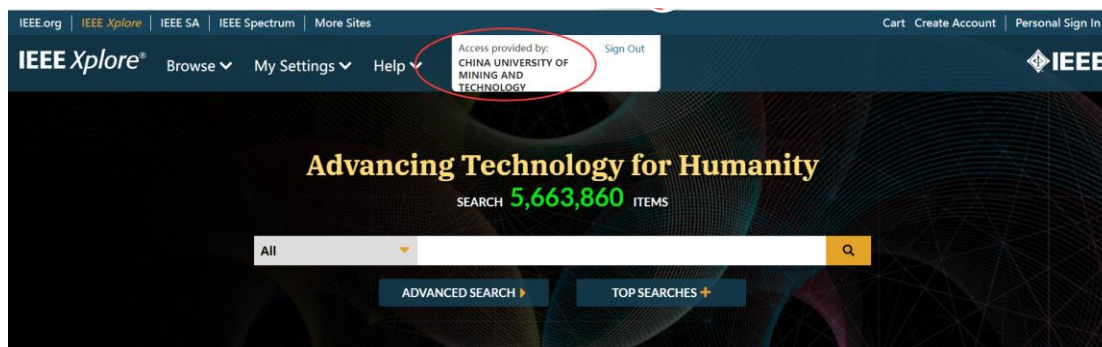 IEEE.org | IEEE Xplore | IEEE SA | IEEE Spectrum | More Sites
Cart Create Account | Personal Sign In
IEEE Xplore®
Browse
My Settings
Help
Access provided by:
CHINA UNIVERSITY OF
MINING AND
TECHNOLOGY
Sign Out
IEEE
Advancing Technology for Humanity
SEARCH 5,663,860 ITEMS
All
ADVANCED SEARCH
TOP SEARCHES +